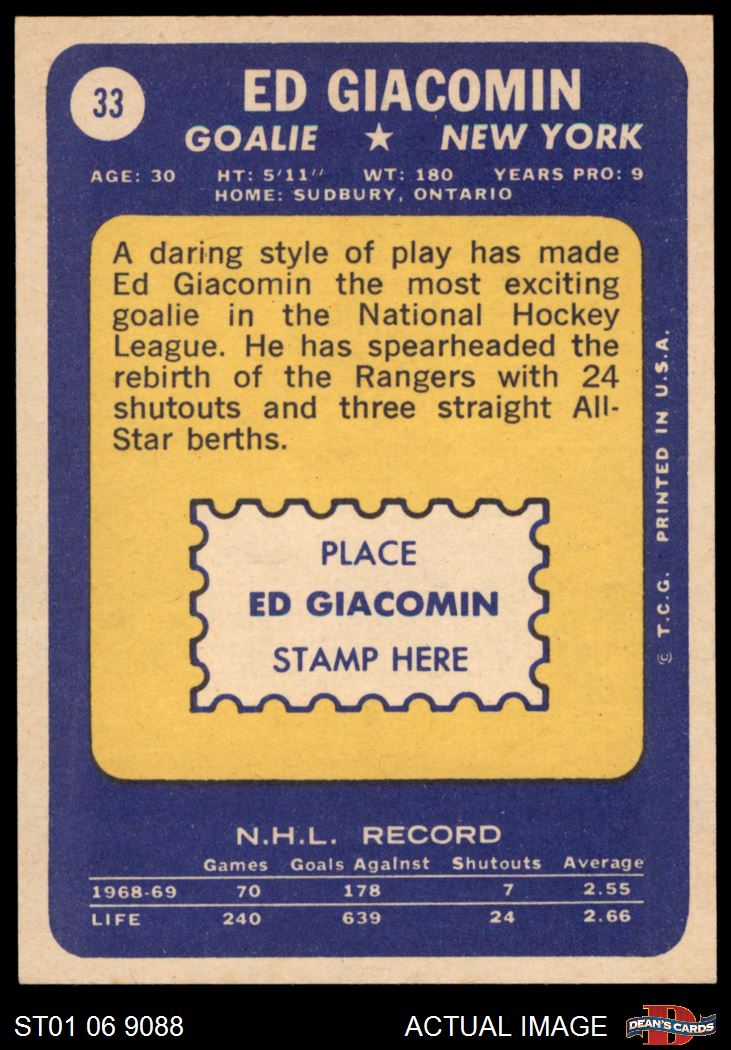 33
ED GIACOMIN
GOALIE ★ NEW YORK
AGE: 30 HT: 5'11" WT: 180 YEARS PRO: 9
HOME: SUDBURY, ONTARIO
A daring style of play has made
Ed Giacomin the most exciting
goalie in the National Hockey
League. He has spearheaded the
rebirth of the Rangers with 24
shutouts and three straight All-
Star berths.
PLACE
ED GIACOMIN
STAMP HERE
© T.C.G. PRINTED IN U.S.A.
N.H.L. RECORD
Games Goals Against Shutouts Average
1968-69 70 178 7 2.55
LIFE 240 639 24 2.66
ST01 06 9088
ACTUAL IMAGE
D
DEAN'S CARDS